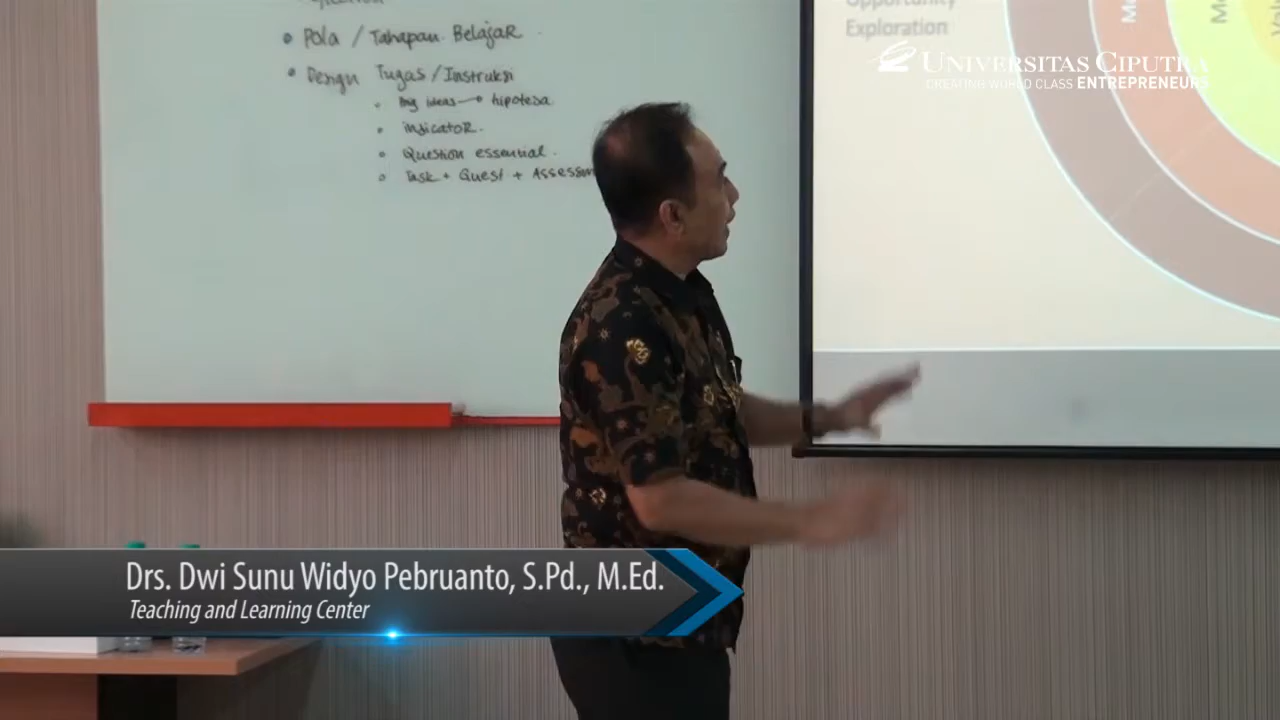 • Pola / Tahapan Belajar
• Design Tugas / Instruksi
◦ Big ideas → hipotesa
◦ indicator.
◦ Question essential.
◦ Task + Quest +
Opportunity
Exploration
UNIVERSITAS CIPUTRA
CREATING WORLD CLASS ENTREPRENEURS
Drs. Dwi Sunu Widyo Pebruanto, S.Pd., M.Ed.
Teaching and Learning Center